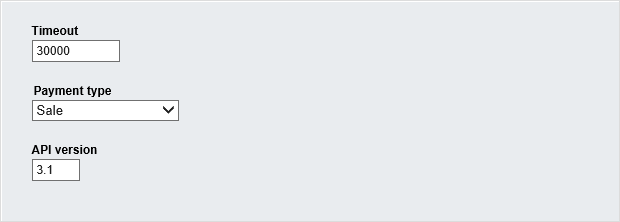 Timeout
30000
Payment type
Sale
API version
3.1